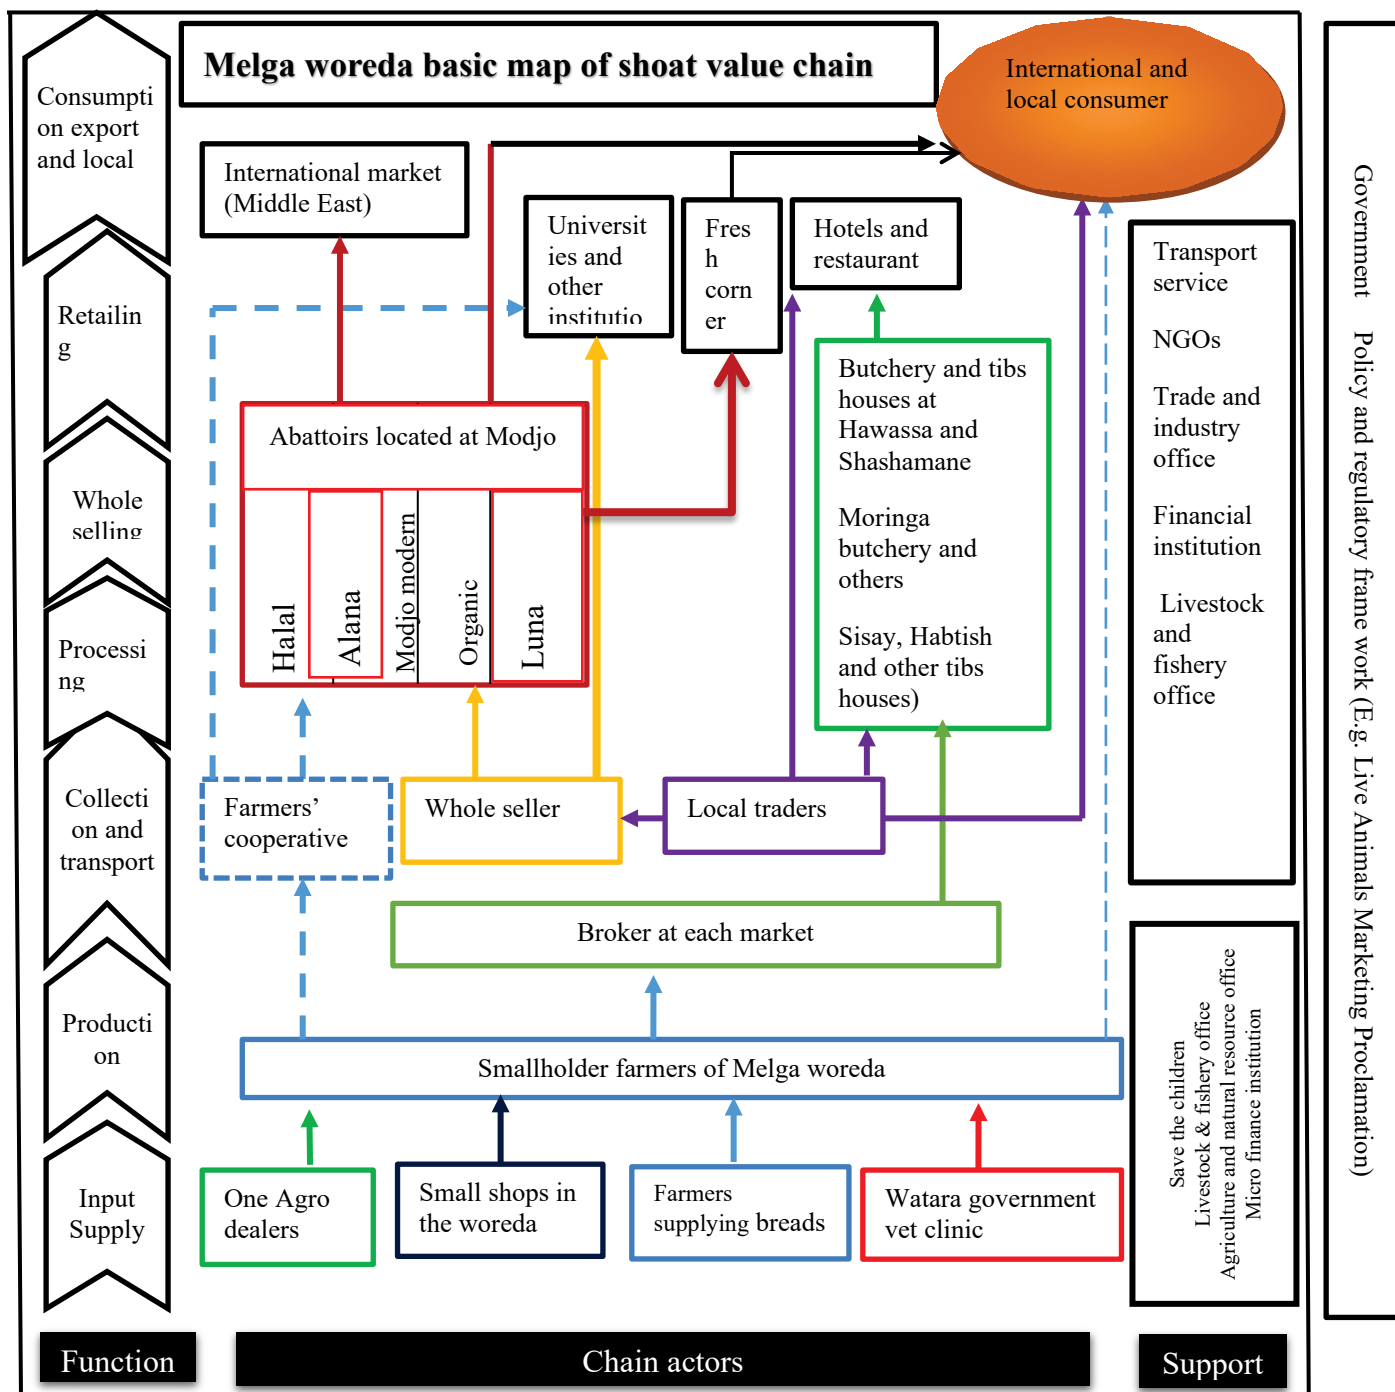 Melga woreda basic map of shoat value chain
International and
local consumer
Consumpti
on export
and local
Retailin
g
Whole
selling
Processi
ng
Collecti
on and
transport
Producti
on
Input
Supply
International market
(Middle East)
Universit
ies and
other
institutio
Fres
h
corn
er
Hotels and
restaurant
Abattoirs located at Modjo
Halal
Alana
Modjo modern
Organic
Luna
Butchery and tibs
houses at
Hawassa and
Shashamane
Moringa
butchery and
others
Sisay, Habtish
and other tibs
houses)
Farmers’
cooperative
Whole seller
Local traders
Broker at each market
Smallholder farmers of Melga woreda
One Agro
dealers
Small shops in
the woreda
Farmers
supplying breads
Watara government
vet clinic
Transport
service
NGOs
Trade and
industry
office
Financial
institution
Livestock
and
fishery
office
Save the children
Livestock & fishery office
Agriculture and natural resource office
Micro finance institution
Government Policy and regulatory frame work (E.g. Live Animals Marketing Proclamation)
Function
Chain actors
Support